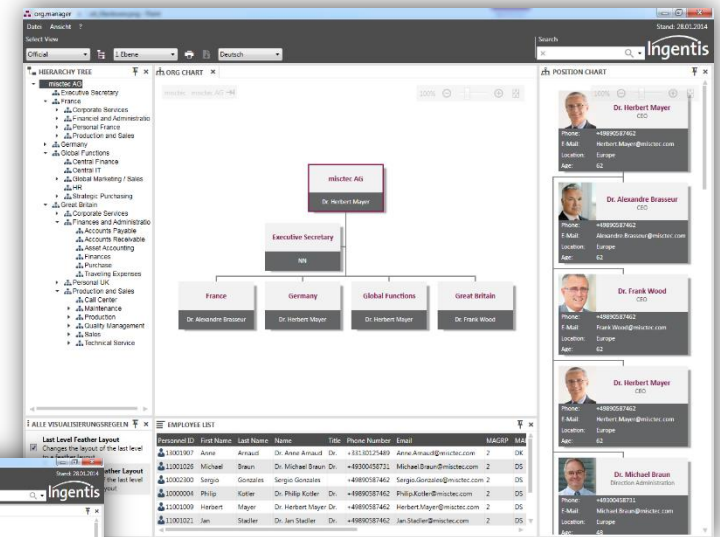 org.manager
Datei Ansicht ?
Stand: 28.01.2014
Select View
Search
Official
1 Ebene
Deutsch
Ingentis
HIERARCHY TREE
misctec AG
Executive Secretary
France
Corporate Services
Financiel and Administratio
Personal France
Production and Sales
Germany
Global Functions
Central Finance
Central IT
Global Marketing / Sales
HR
Strategic Purchasing
Great Britain
Corporate Services
Finances and Administratio
Accounts Payable
Accounts Receivable
Asset Accounting
Finances
Purchase
Traveling Expenses
Personal UK
Production and Sales
Call Center
Maintenance
Production
Quality Management
Sales
Technical Service
ORG CHART
misctec misctec AG
100%
misctec AG
Dr. Herbert Mayer
Executive Secretary
NN
France
Dr. Alexandre Brasseur
Germany
Dr. Herbert Mayer
Global Functions
Dr. Herbert Mayer
Great Britain
Dr. Frank Wood
POSITION CHART
100%
Dr. Herbert Mayer
CEO
Phone: +49890587462
E-Mail: Herbert.Mayer@misctec.com
Location: Europe
Age: 62
Dr. Alexandre Brasseur
CEO
Phone: +49890587462
E-Mail: Alexandre.Brasseur@misctec.com
Location: Europe
Age: 62
Dr. Frank Wood
CEO
Phone: +49890587462
E-Mail: Frank.Wood@misctec.com
Location: Europe
Age: 62
Dr. Herbert Mayer
CEO
Phone: +49890587462
E-Mail: Herbert.Mayer@misctec.com
Location: Europe
Age: 62
Dr. Michael Braun
Direction Administration
Phone: +49300458731
E-Mail: Michael.Braun@misctec.com
Location: Europe
Age: 48
ALLE VISUALISIERUNGSREGELN
Last Level Feather Layout
Changes the layout of the last level
to a feather layout
Feather Layout
of the last level
Stand: 28.01.2014
Ingentis
EMPLOYEE LIST
Personnel ID First Name Last Name Name Title Phone Number Email MAGRP
13001907 Anne Arnaud Dr. Anne Arnaud Dr. +33130125489 Anne.Arnaud@misctec.com 2 DK
11001026 Michael Braun Dr. Michael Braun Dr. +49300458731 Michael.Braun@misctec.com 2 DS
10002300 Sergio Gonzales Sergio Gonzales +49890587462 Sergio.Gonzales@misctec.com 2 DS
10000004 Philip Kotler Dr. Philip Kotler Dr. +49890587462 Philip.Kotler@misctec.com 2 DS
11001009 Herbert Mayer Dr. Herbert Mayer Dr. +49890587462 Herbert.Mayer@misctec.com 2 DS
11001021 Jan Stadler Dr. Jan Stadler Dr. +49890587462 Jan.Stadler@misctec.com 2 DS